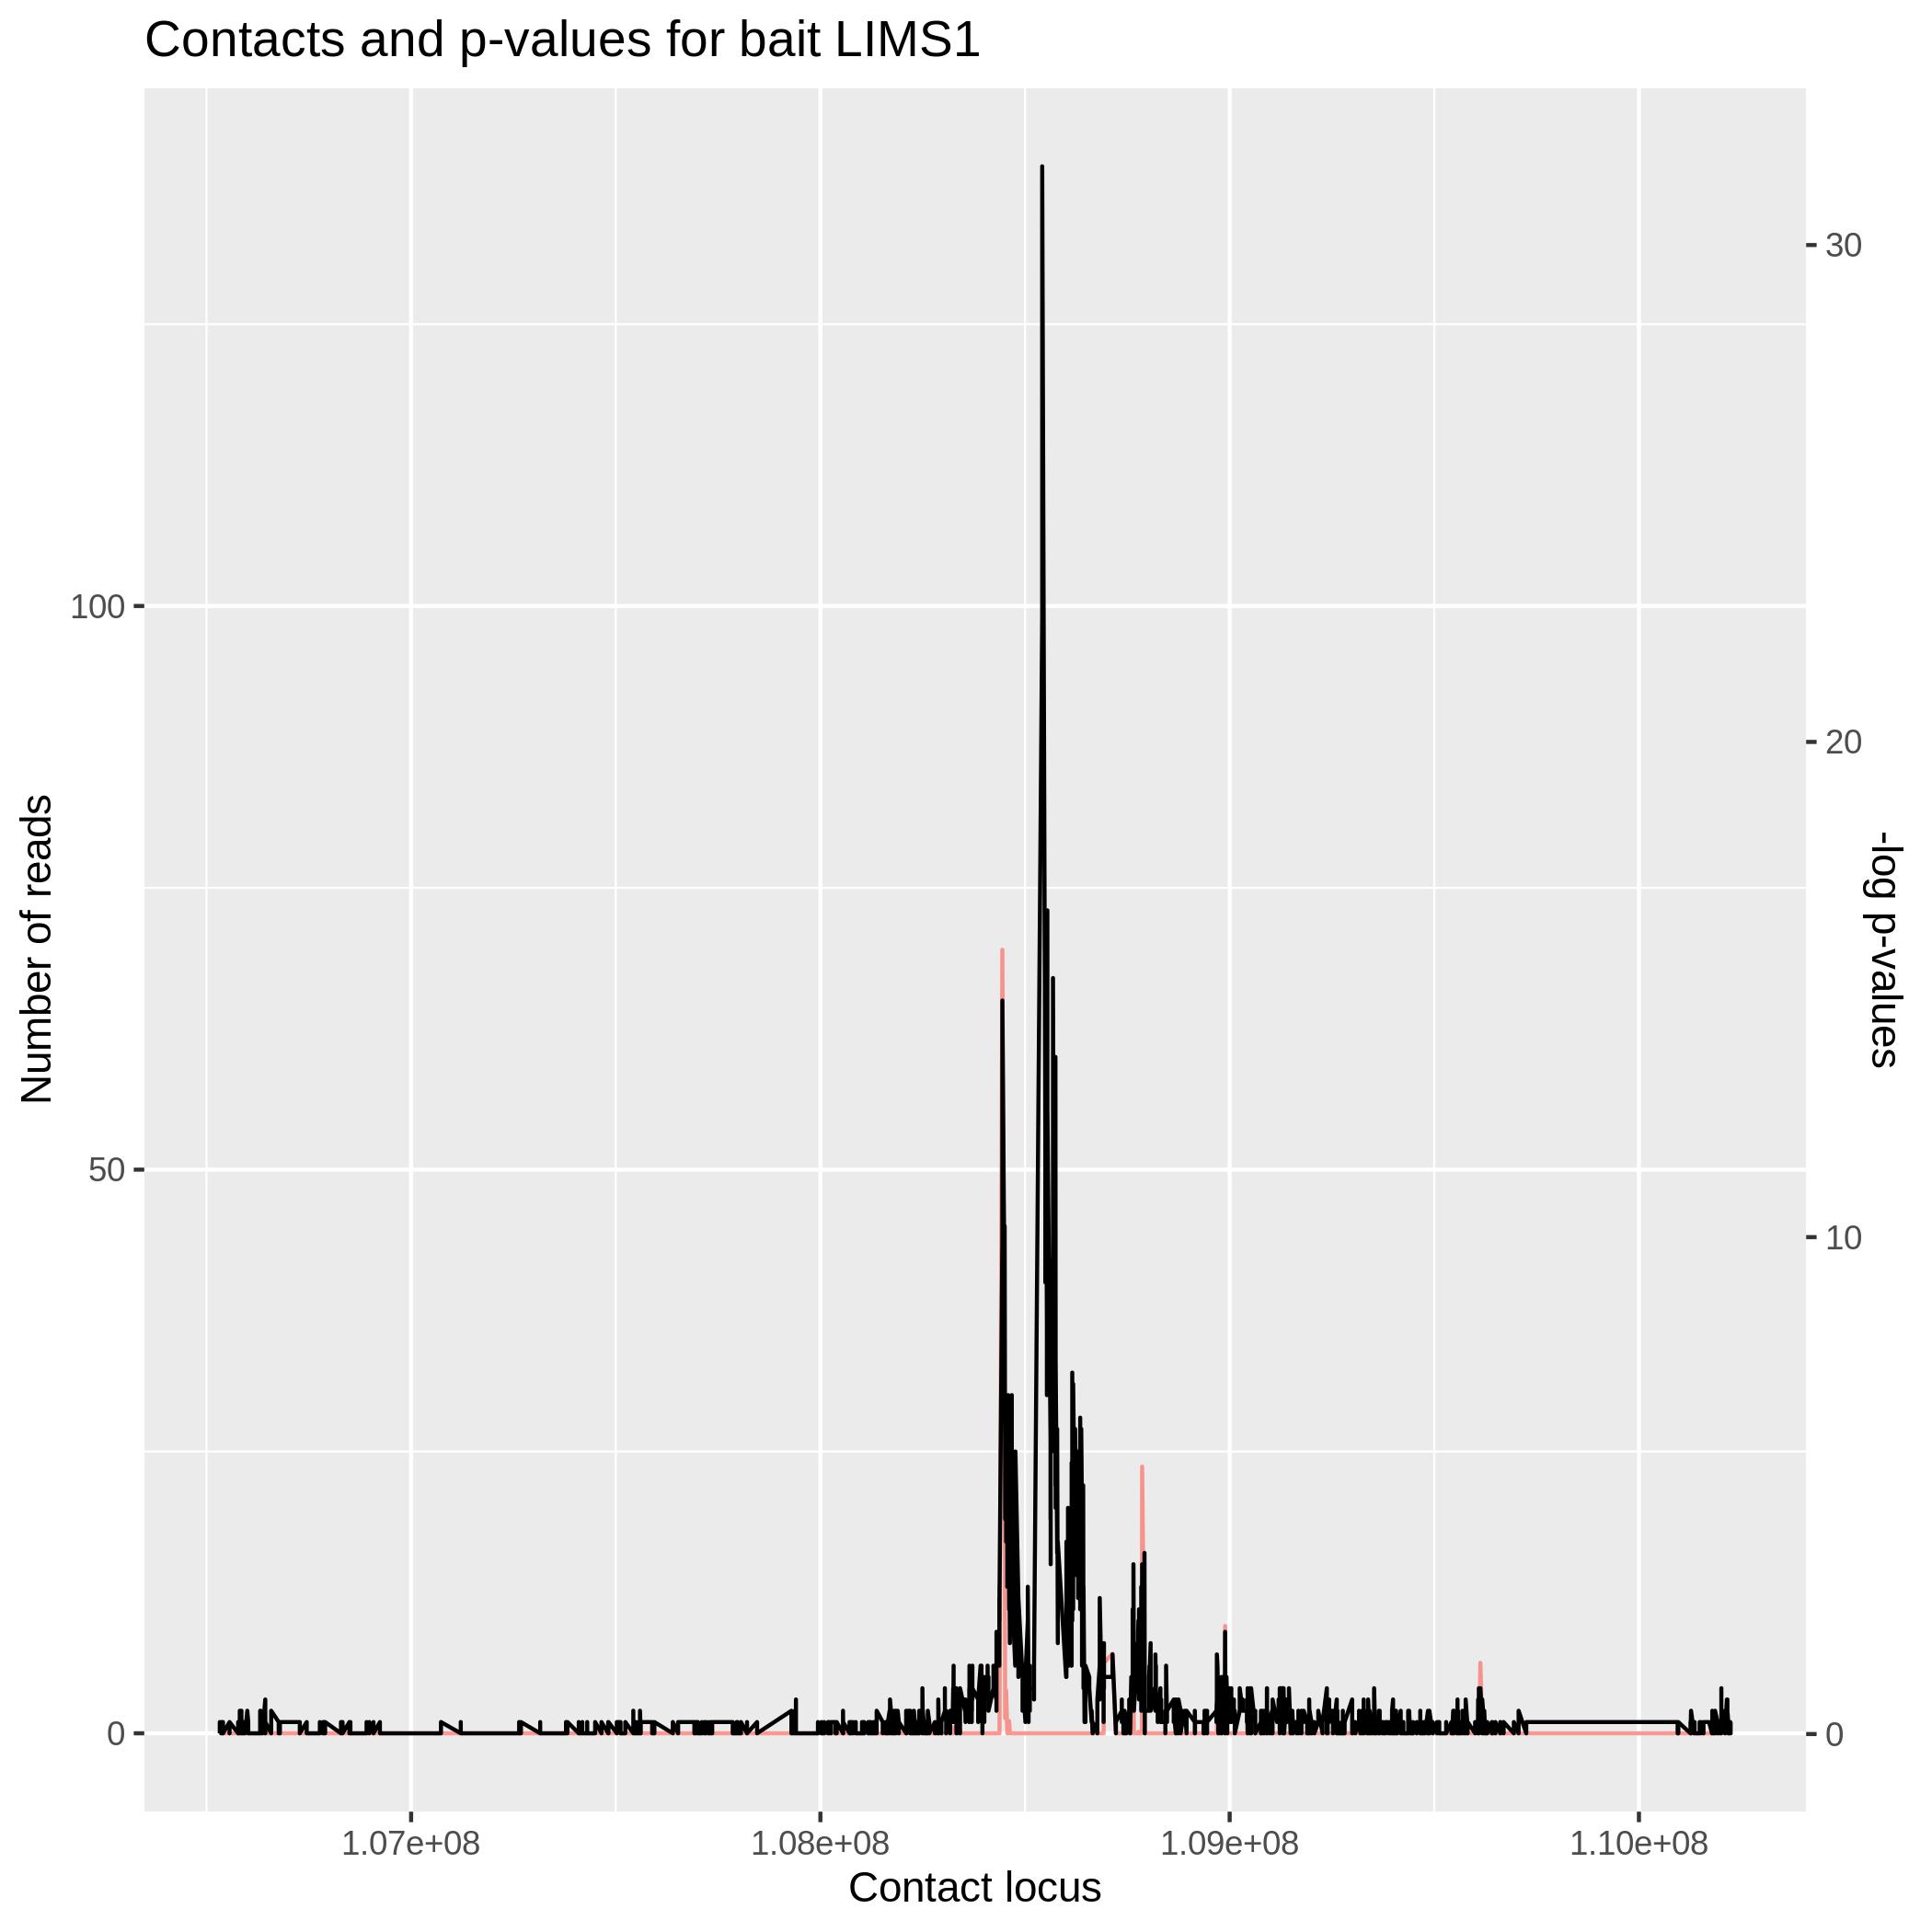 Contacts and p-values for bait LIMS1
Number of reads
100
50
0
30
20
10
0
-log p-values
1.07e+08
1.08e+08
1.09e+08
1.10e+08
Contact locus